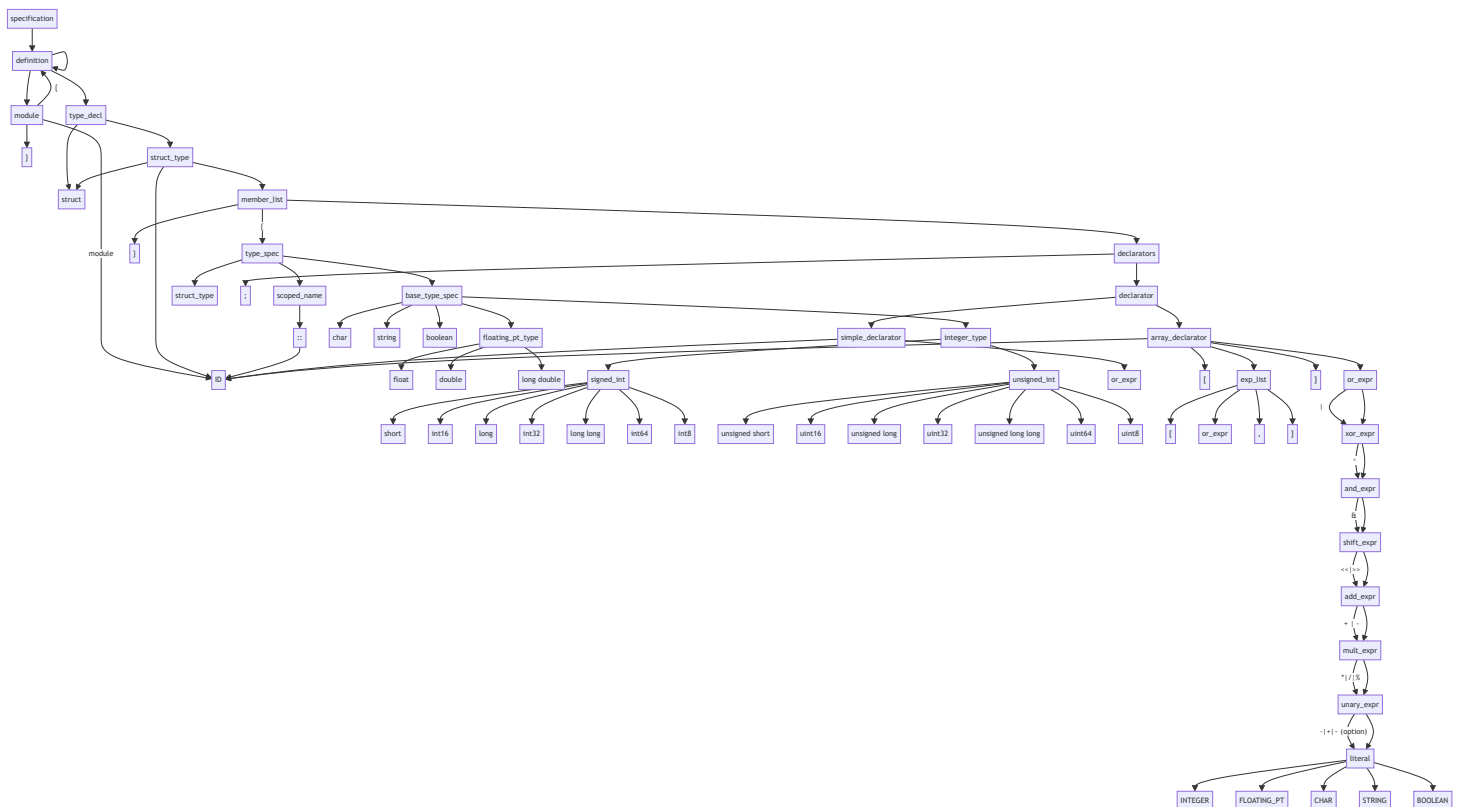 specification
definition
{
module
type_decl
}
struct_type
struct
member_list
}
{
module
type_spec
declarators
struct_type
;
scoped_name
base_type_spec
declarator
::
char
string
boolean
floating_pt_type
simple_declarator
integer_type
array_declarator
ID
float
double
long double
signed_int
unsigned_int
or_expr
[
exp_list
]
or_expr
|
short
int16
long
int32
long long
int64
int8
unsigned short
uint16
unsigned long
uint32
unsigned long long
uint64
uint8
[
or_expr
,
]
xor_expr
^
and_expr
&
shift_expr
<<|>>
add_expr
+ | -
mult_expr
*|/|%
unary_expr
-|+|~ (option)
literal
INTEGER
FLOATING_PT
CHAR
STRING
BOOLEAN